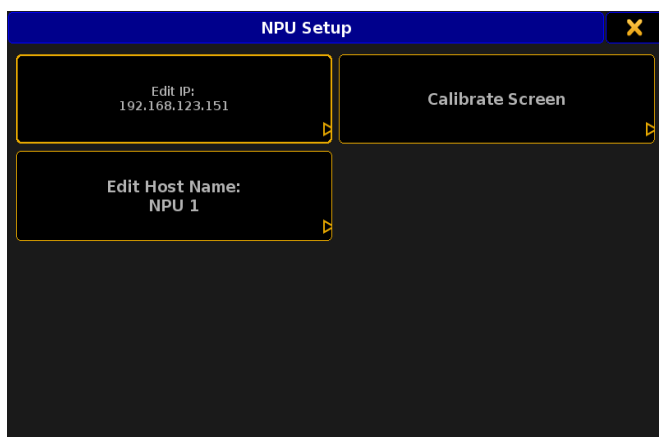 NPU Setup
Edit IP:
192.168.123.151
Calibrate Screen
Edit Host Name:
NPU 1